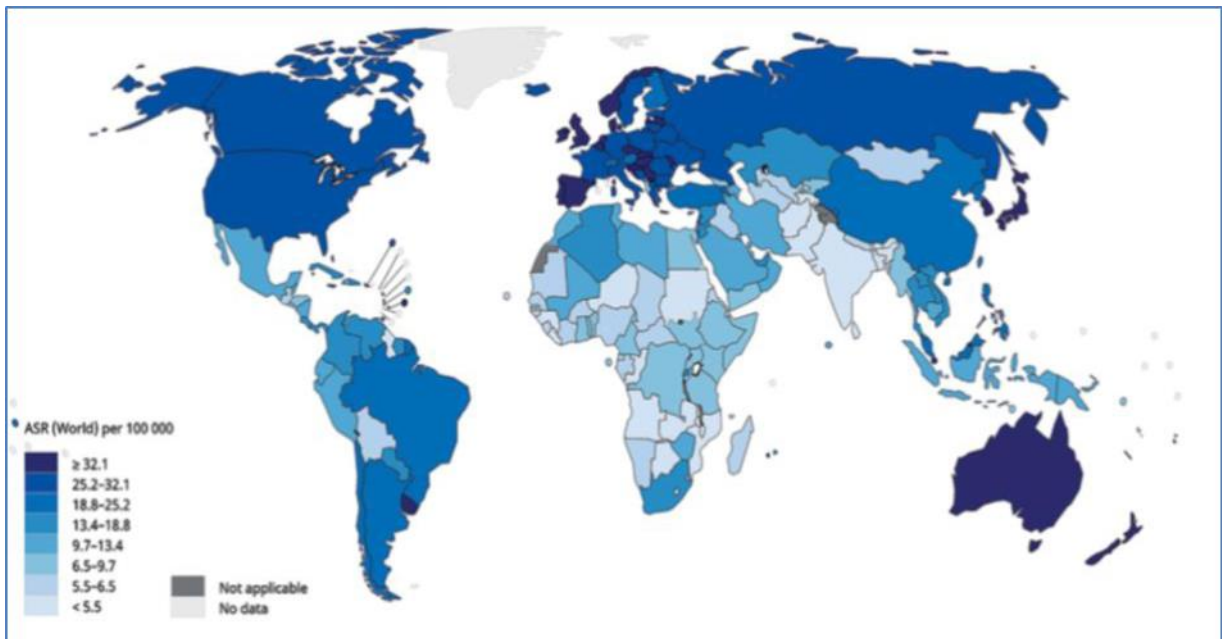 ASR (World) per 100 000
≥ 32.1
25.2–32.1
18.8–25.2
13.4–18.8
9.7–13.4
6.5–9.7
5.5–6.5
< 5.5
Not applicable
No data